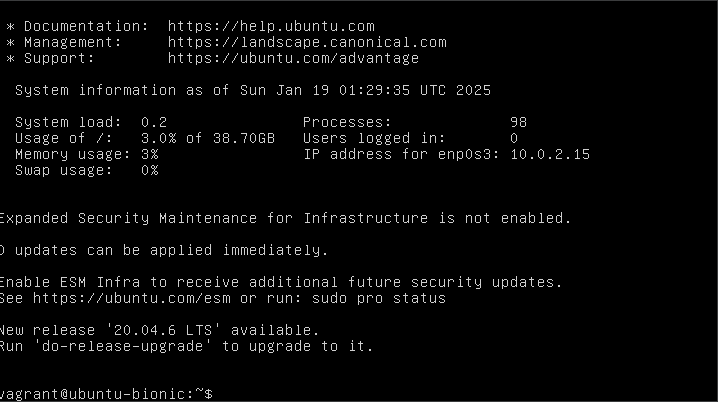 * Documentation:  https://help.ubuntu.com
* Management:     https://landscape.canonical.com
* Support:        https://ubuntu.com/advantage
System information as of Sun Jan 19 01:29:35 UTC 2025
System load:  0.2               Processes:             98
Usage of /:   3.0% of 38.70GB   Users logged in:       0
Memory usage: 3%                IP address for enp0s3: 10.0.2.15
Swap usage:   0%
Expanded Security Maintenance for Infrastructure is not enabled.
0 updates can be applied immediately.
Enable ESM Infra to receive additional future security updates.
See https://ubuntu.com/esm or run: sudo pro status
New release '20.04.6 LTS' available.
Run 'do-release-upgrade' to upgrade to it.
vagrant@ubuntu-bionic:~$